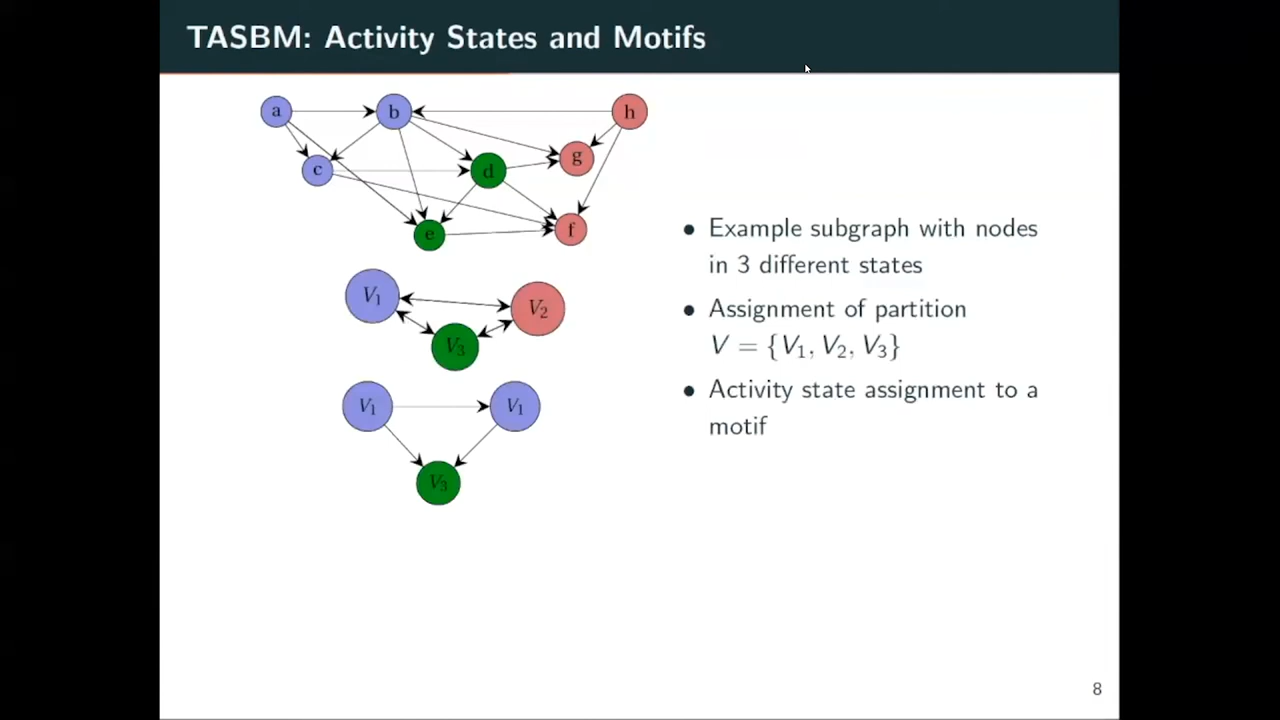 TASBM: Activity States and Motifs
a
b
h
c
d
g
e
f
V₁
V₂
V₃
V₁
V₁
V₃
• Example subgraph with nodes
in 3 different states
• Assignment of partition
V = {V₁, V₂, V₃}
• Activity state assignment to a
motif
8